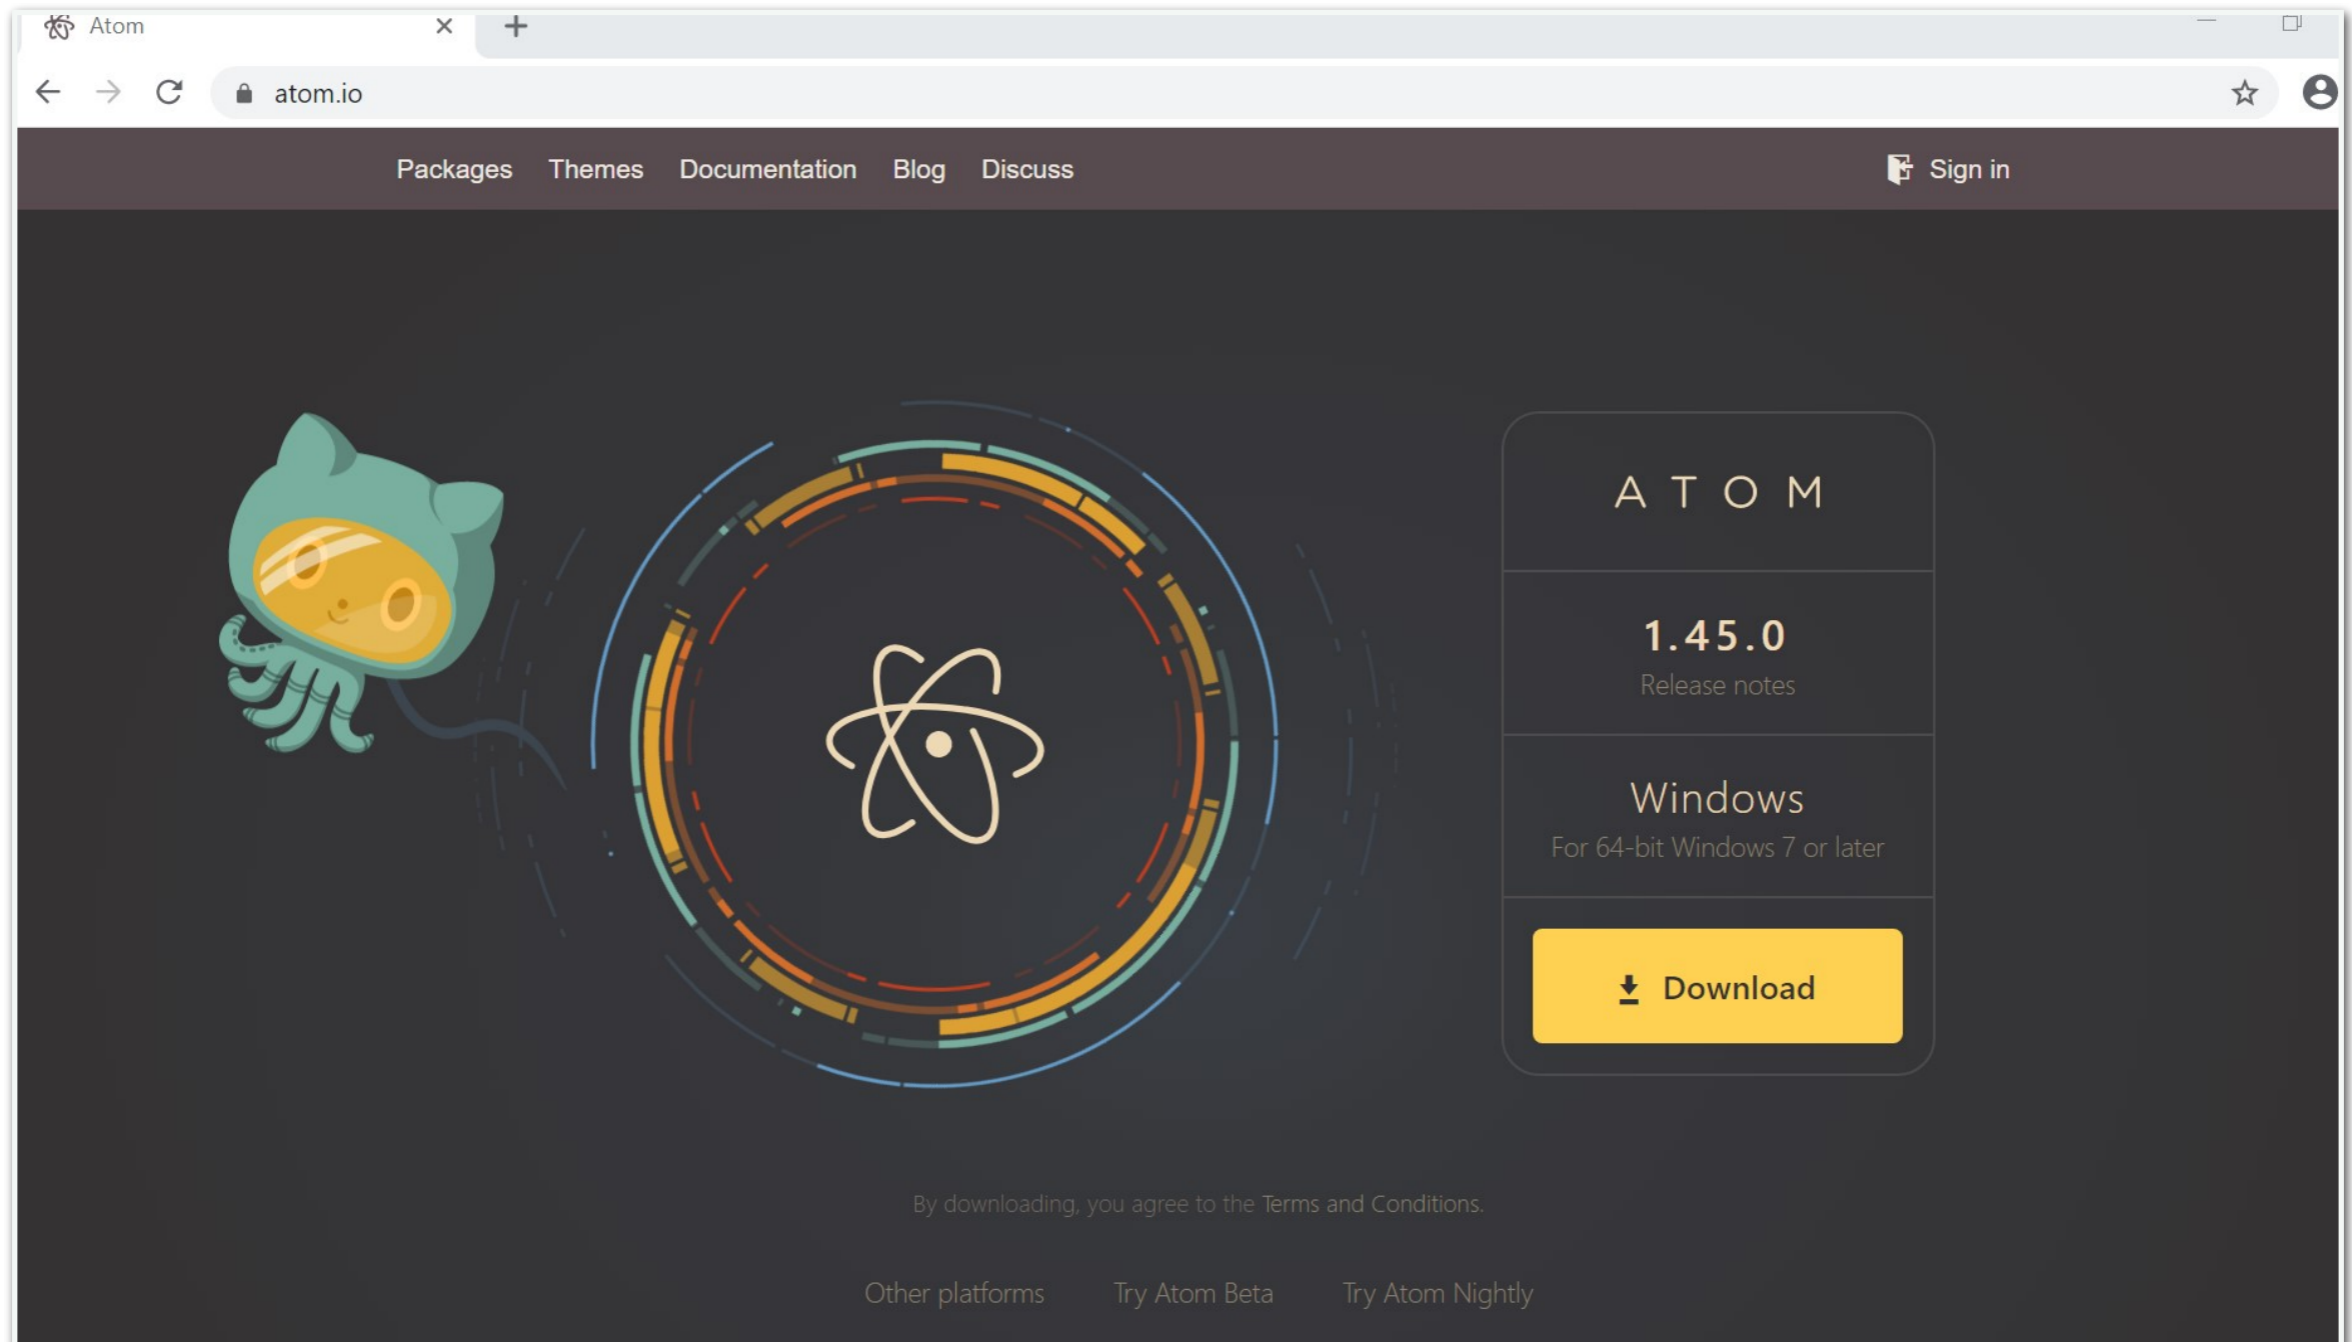 Atom
atom.io
Packages Themes Documentation Blog Discuss Sign in
ATOM
1.45.0
Release notes
Windows
For 64-bit Windows 7 or later
Download
By downloading, you agree to the Terms and Conditions.
Other platforms Try Atom Beta Try Atom Nightly